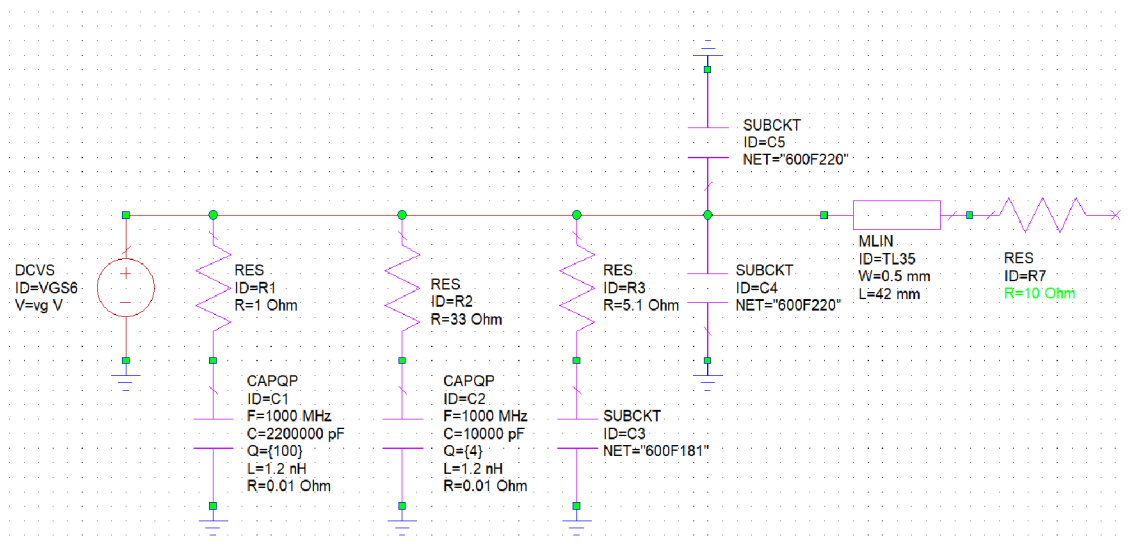 SUBCKT
ID=C5
NET="600F220"
DCVS
ID=VGS6
V=vg V
RES
ID=R1
R=1 Ohm
RES
ID=R2
R=33 Ohm
RES
ID=R3
R=5.1 Ohm
SUBCKT
ID=C4
NET="600F220"
MLIN
ID=TL35
W=0.5 mm
L=42 mm
RES
ID=R7
R=10 Ohm
CAPQP
ID=C1
F=1000 MHz
C=2200000 pF
Q={100}
L=1.2 nH
R=0.01 Ohm
CAPQP
ID=C2
F=1000 MHz
C=10000 pF
Q={4}
L=1.2 nH
R=0.01 Ohm
SUBCKT
ID=C3
NET="600F181"